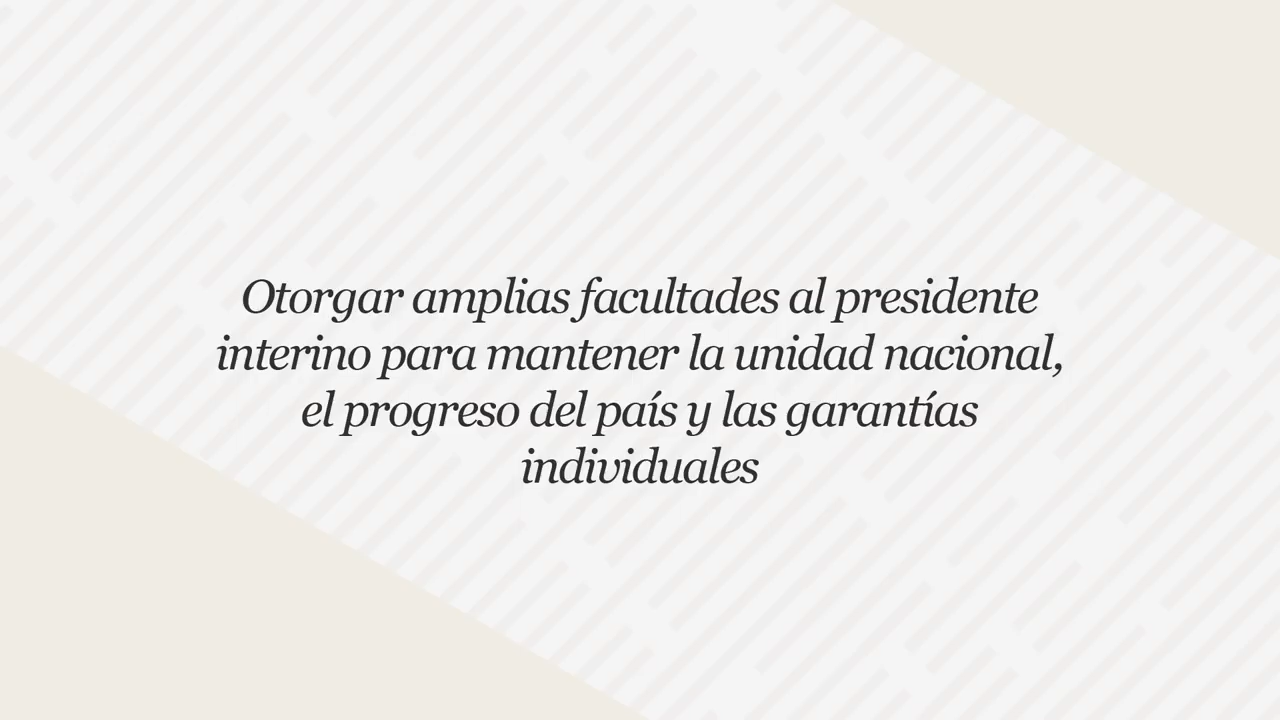 Otorgar amplias facultades al presidente
interino para mantener la unidad nacional,
el progreso del país y las garantías
individuales